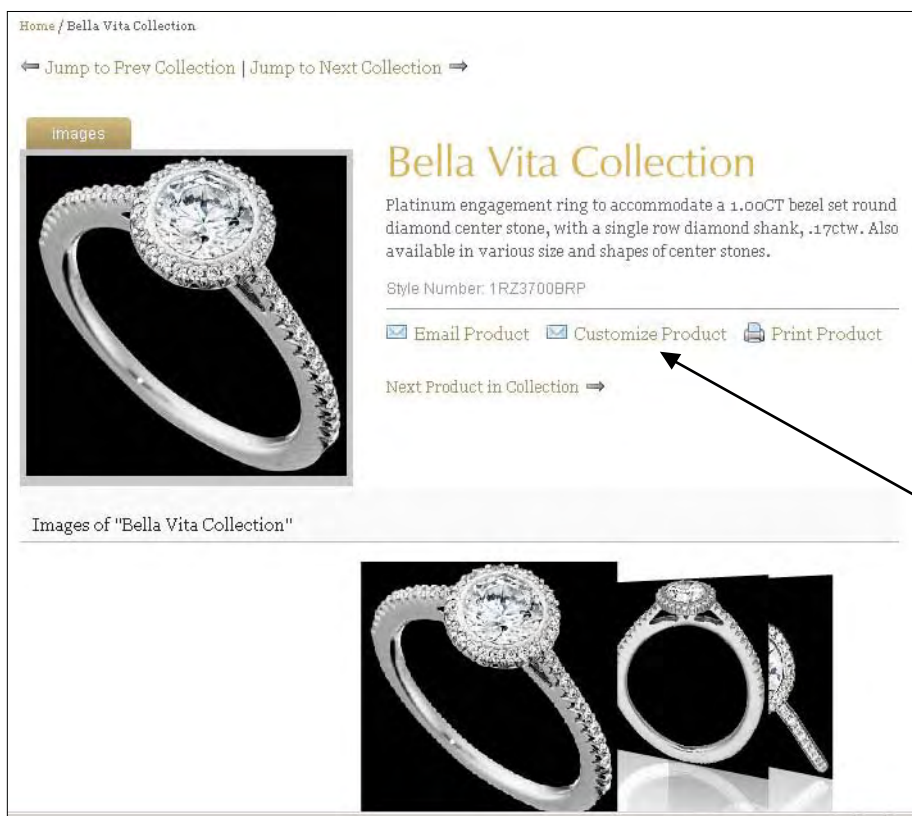 Home / Bella Vita Collection
Jump to Prev Collection | Jump to Next Collection
Images
Bella Vita Collection
Platinum engagement ring to accommodate a 1.00CT bezel set round
diamond center stone, with a single row diamond shank, .17ctw. Also
available in various size and shapes of center stones.
Style Number: 1RZ3700BRP
Email Product Customize Product Print Product
Next Product in Collection
Images of "Bella Vita Collection"